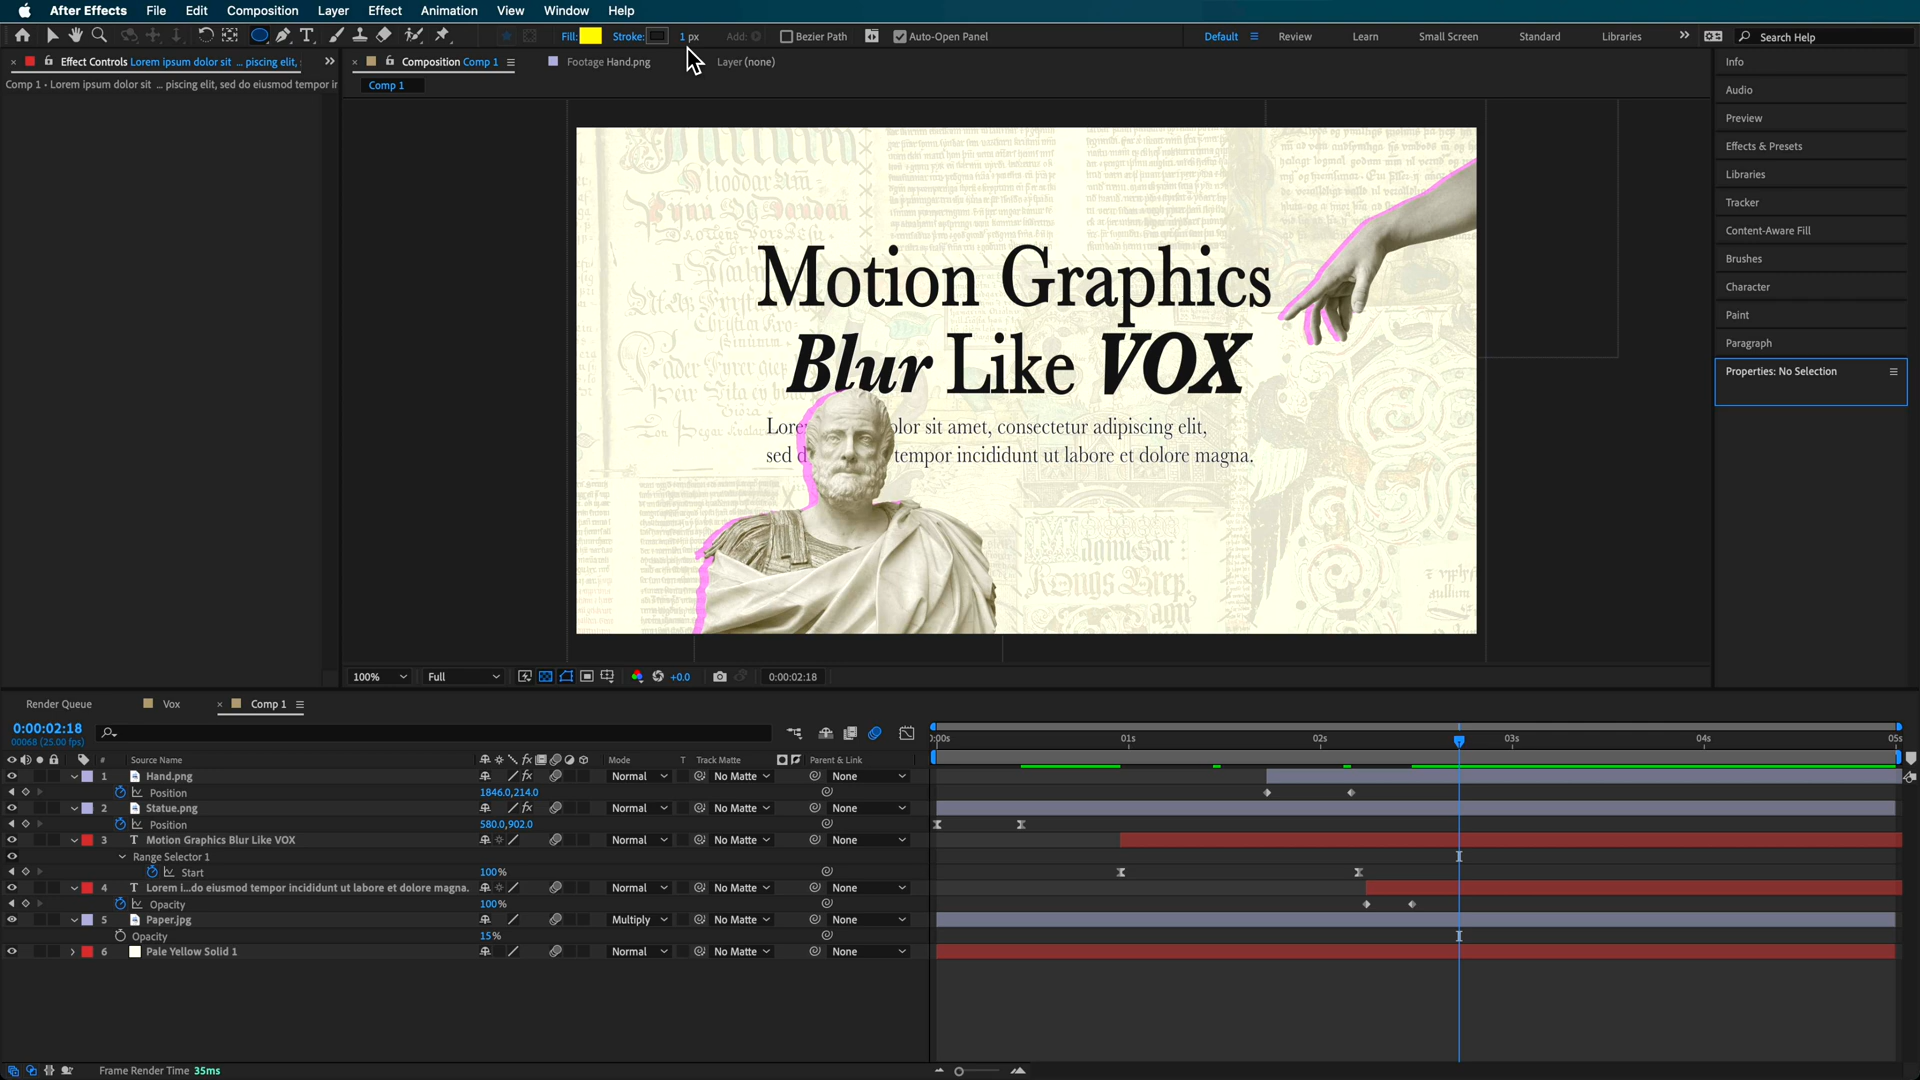 After Effects File Edit Composition Layer Effect Animation View Window Help
Fill: Stroke: 1 px Add: Bezier Path Auto-Open Panel Default Review Learn Small Screen Standard Libraries Search Help
Effect Controls Lorem ipsum dolor sit ... piscing elit,
Composition Comp 1 Footage Hand.png Layer (none)
Comp 1 • Lorem ipsum dolor sit ... piscing elit, sed do eiusmod tempor ir
Comp 1
Info
Audio
Preview
Effects & Presets
Libraries
Tracker
Content-Aware Fill
Brushes
Character
Paint
Paragraph
Properties: No Selection
Motion Graphics
Blur Like VOX
Lore olor sit amet, consectetur adipiscing elit,
sed d tempor incididunt ut labore et dolore magna.
100% Full +0.0 0:00:02:18
Render Queue Vox Comp 1
0:00:02:18
00068 (25.00 fps)
:00s 01s 02s 03s 04s 05s
# Source Name Mode T Track Matte Parent & Link
1 Hand.png Normal No Matte None
Position 1846.0,214.0
2 Statue.png Normal No Matte None
Position 580.0,902.0
3 T Motion Graphics Blur Like VOX Normal No Matte None
Range Selector 1
Start 100%
4 T Lorem i...do eiusmod tempor incididunt ut labore et dolore magna. Normal No Matte None
Opacity 100%
5 Paper.jpg Multiply No Matte None
Opacity 15%
6 Pale Yellow Solid 1 Normal No Matte None
Frame Render Time 35ms